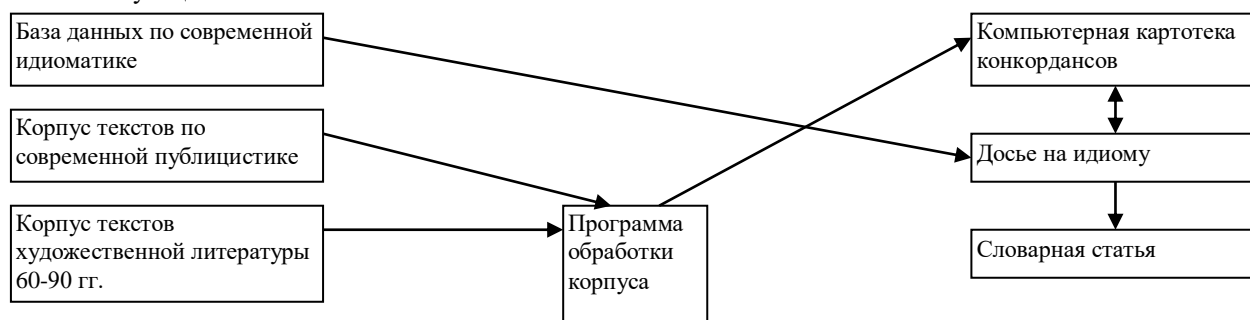 База данных по современной
идиоматике
Корпус текстов по
современной публицистике
Корпус текстов
художественной литературы
60-90 гг.
Программа
обработки
корпуса
Компьютерная картотека
конкордансов
Досье на идиому
Словарная статья